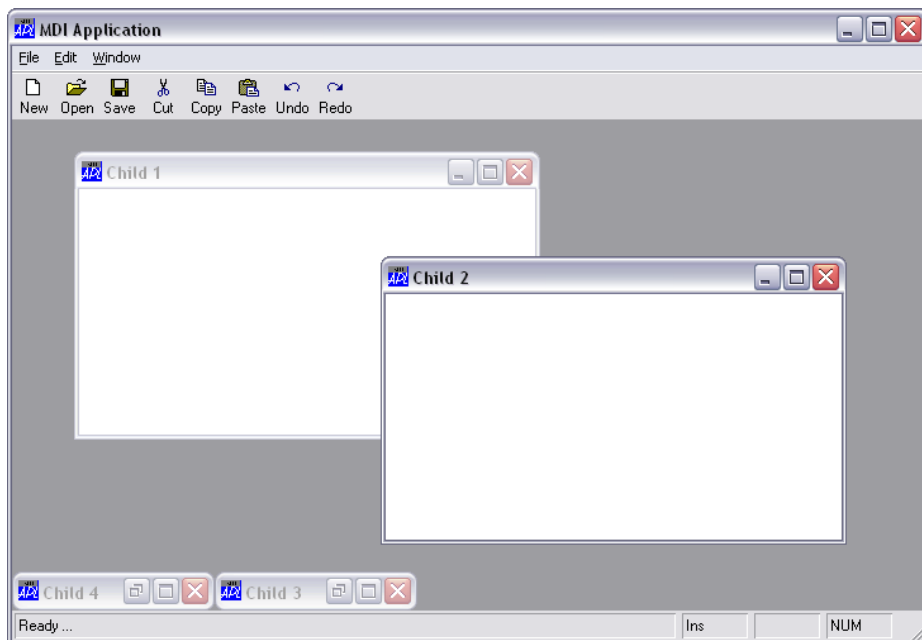 MDI Application
File Edit Window
New Open Save Cut Copy Paste Undo Redo
Child 1
Child 2
Child 4 Child 3
Ready ... Ins NUM